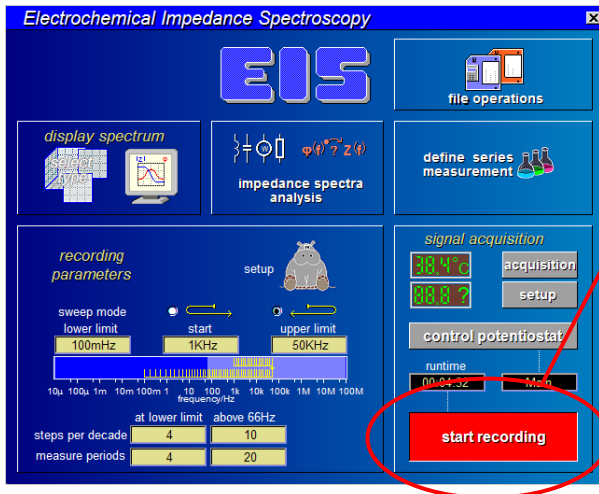 Electrochemical Impedance Spectroscopy
EIS
file operations
display spectrum
select
type
|z| φ
W φ(f) ? Z(f)
impedance spectra
analysis
define series
measurement
recording
parameters
setup
sweep mode
lower limit start upper limit
100mHz 1KHz 50KHz
10µ 100µ 1m 10m 100m 1 10 100 1k 10k 100k 1M 10M 100M
frequency/Hz
at lower limit above 66Hz
steps per decade 4 10
measure periods 4 20
signal acquisition
38.4°C acquisition
88.8 ? setup
control potentiostat
runtime
00:04:32 Main
start recording